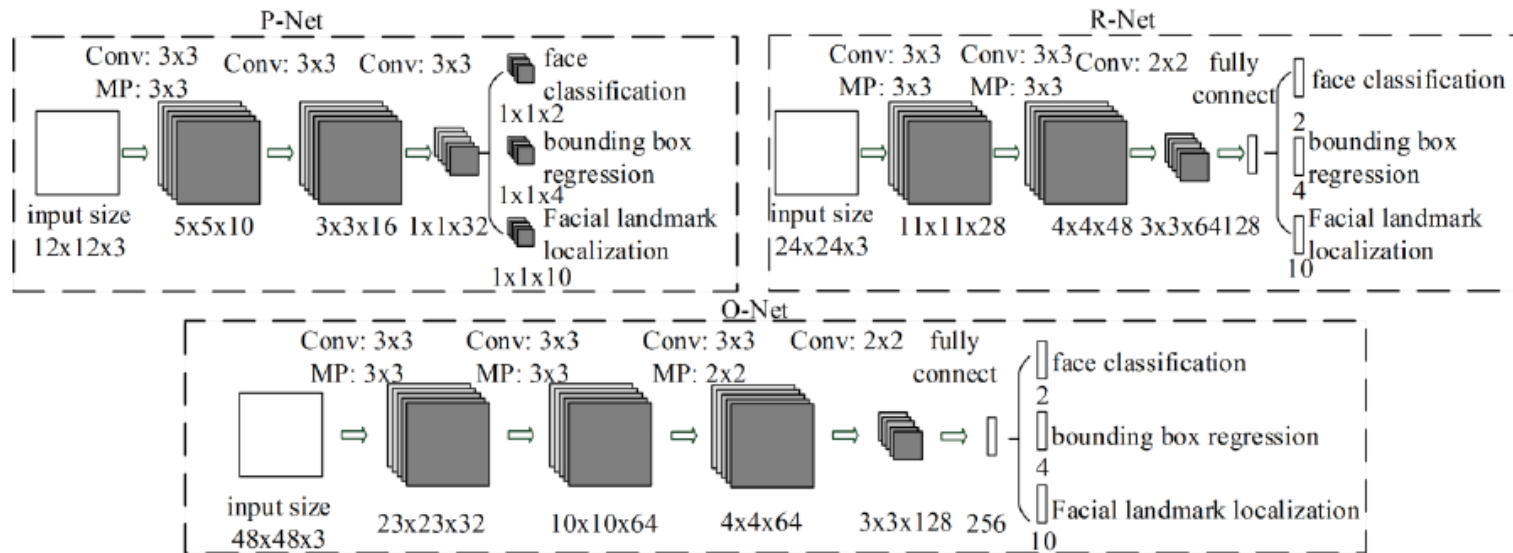 P-Net
Conv: 3x3
MP: 3x3
Conv: 3x3
Conv: 3x3
face
classification
1x1x2
bounding box
regression
1x1x4
Facial landmark
localization
1x1x10
input size
12x12x3
5x5x10
3x3x16
1x1x32
R-Net
Conv: 3x3
MP: 3x3
Conv: 3x3
MP: 3x3
Conv: 2x2
fully
connect
face classification
2
bounding box
regression
4
Facial landmark
localization
10
input size
24x24x3
11x11x28
4x4x48
3x3x64
128
O-Net
Conv: 3x3
MP: 3x3
Conv: 3x3
MP: 3x3
Conv: 3x3
MP: 2x2
Conv: 2x2
fully
connect
face classification
2
bounding box regression
4
Facial landmark localization
10
input size
48x48x3
23x23x32
10x10x64
4x4x64
3x3x128
256